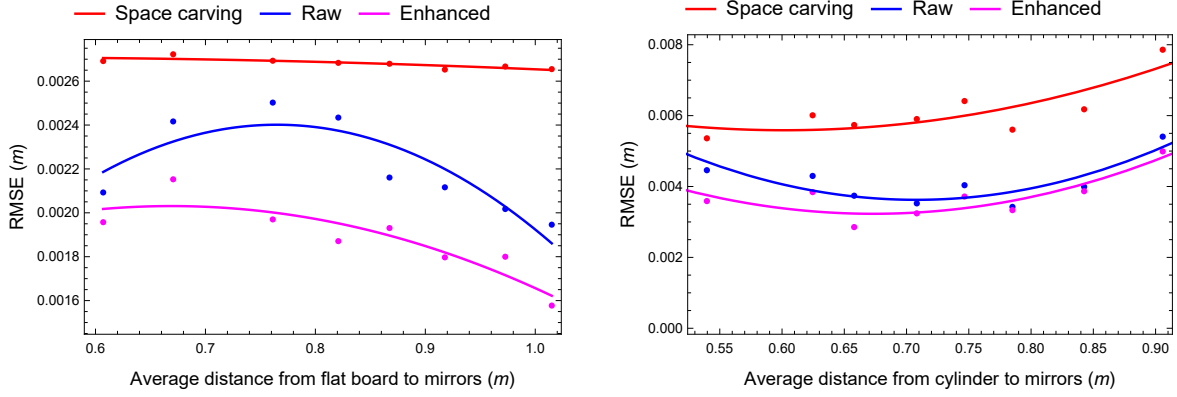 Space carving Raw Enhanced
0.0026
0.0024
0.0022
0.0020
0.0018
0.0016
RMSE (m)
0.6 0.7 0.8 0.9 1.0
Average distance from flat board to mirrors (m)
Space carving Raw Enhanced
0.008
0.006
0.004
0.002
0.000
RMSE (m)
0.55 0.60 0.65 0.70 0.75 0.80 0.85 0.90
Average distance from cylinder to mirrors (m)